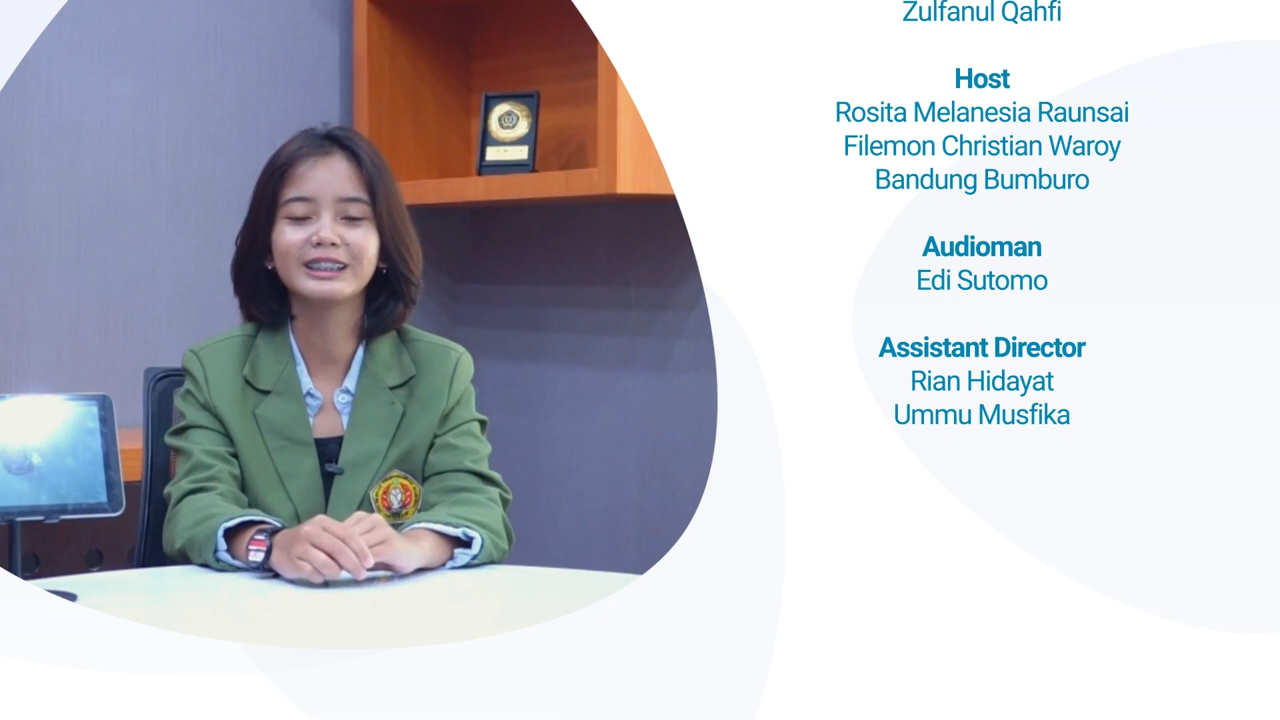 Zulfanul Qahfi
Host
Rosita Melanesia Raunsai
Filemon Christian Waroy
Bandung Bumburo
Audioman
Edi Sutomo
Assistant Director
Rian Hidayat
Ummu Musfika